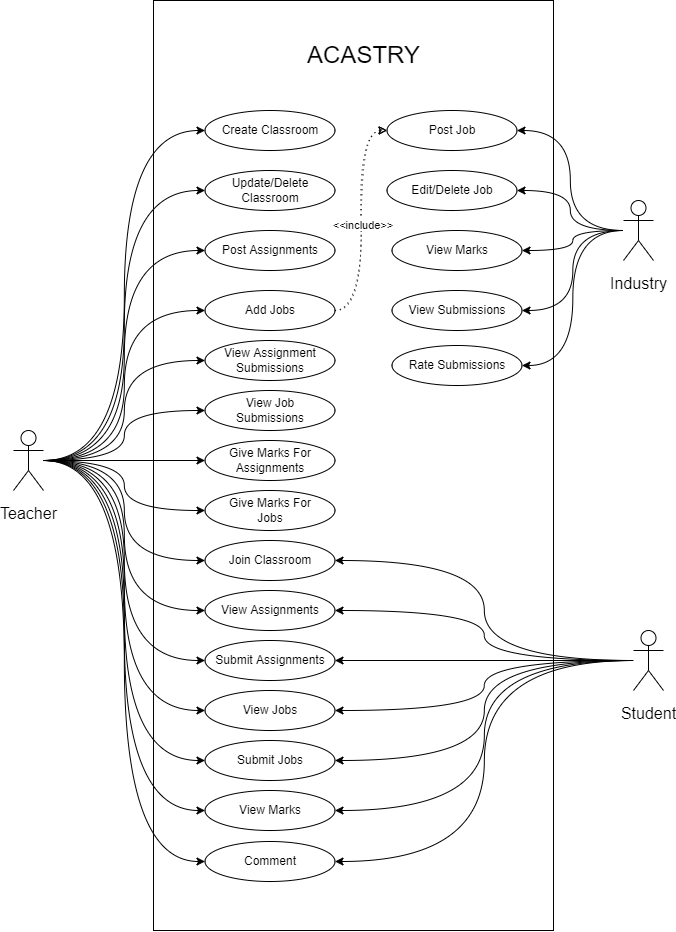 ACASTRY
Create Classroom
Post Job
Update/Delete
Classroom
Edit/Delete Job
<<include>>
Post Assignments
View Marks
Industry
Add Jobs
View Submissions
View Assignment
Submissions
Rate Submissions
View Job
Submissions
Give Marks For
Assignments
Teacher
Give Marks For
Jobs
Join Classroom
View Assignments
Submit Assignments
Student
View Jobs
Submit Jobs
View Marks
Comment